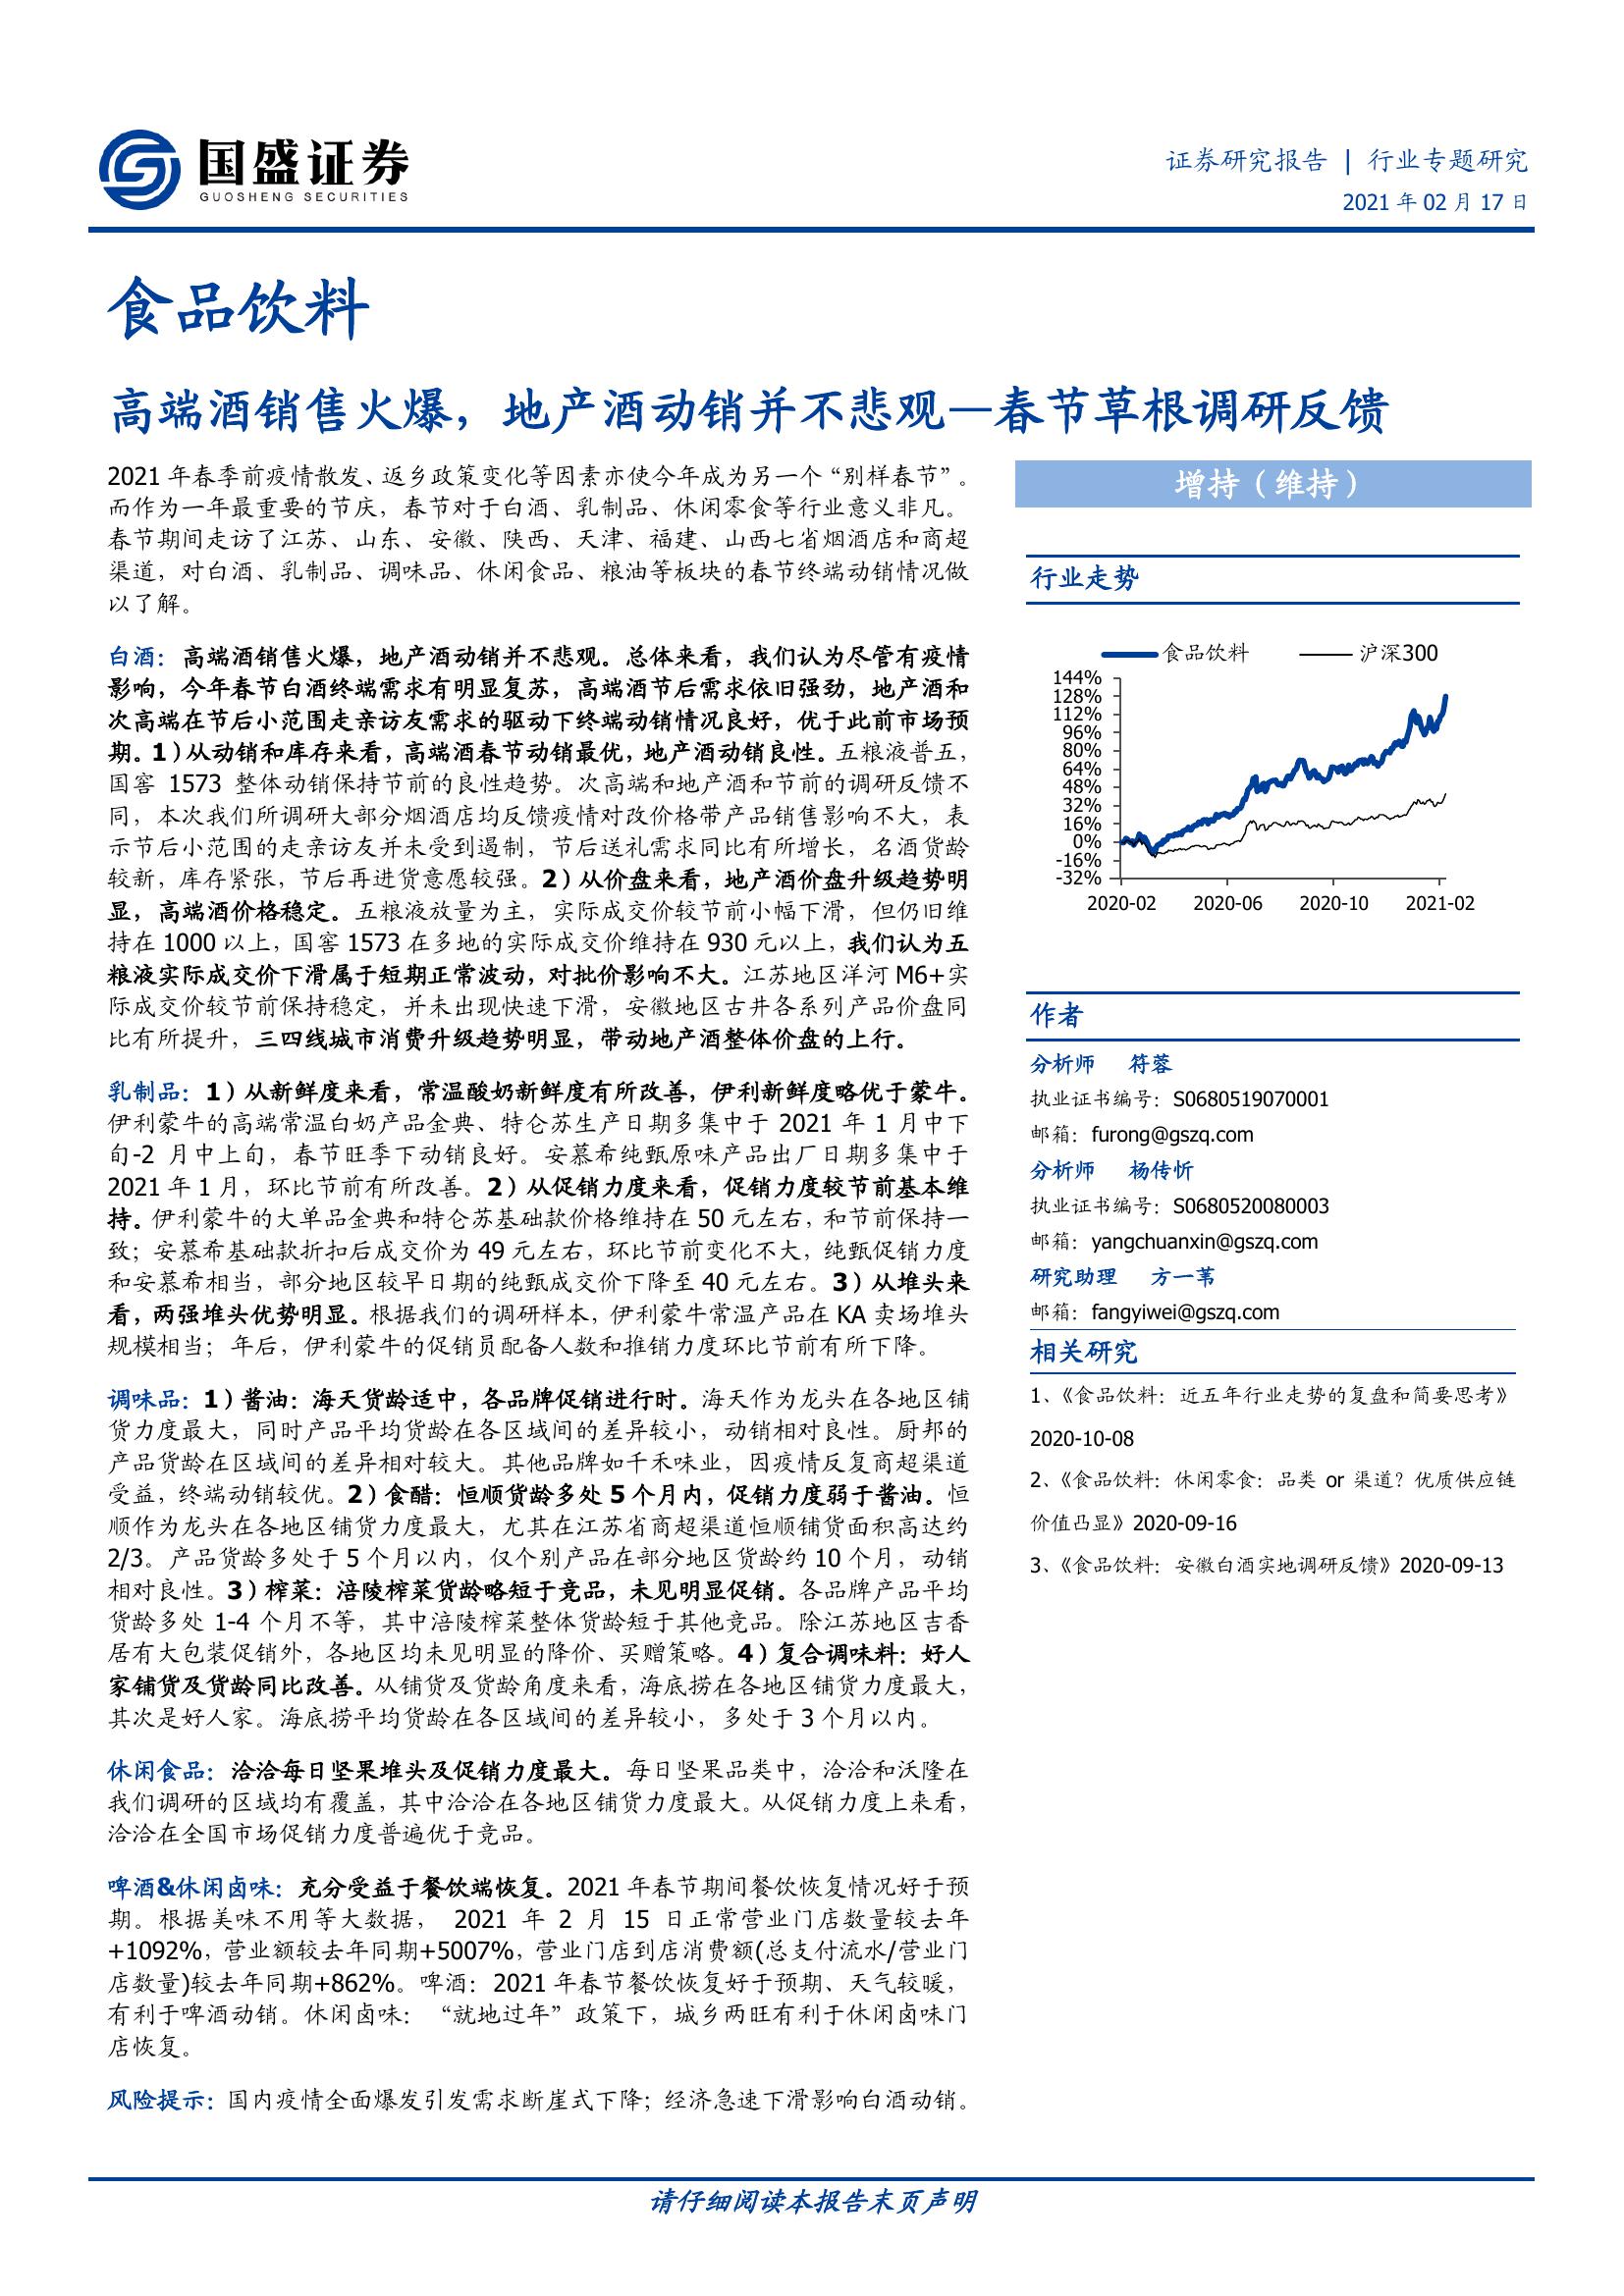 国盛证券
GUOSHENG SECURITIES
证券研究报告 | 行业专题研究
2021 年 02 月 17 日
食品饮料
高端酒销售火爆，地产酒动销并不悲观—春节草根调研反馈
2021 年春季前疫情散发、返乡政策变化等因素亦使今年成为另一个“别样春节”。
而作为一年最重要的节庆，春节对于白酒、乳制品、休闲零食等行业意义非凡。
春节期间走访了江苏、山东、安徽、陕西、天津、福建、山西七省烟酒店和商超
渠道，对白酒、乳制品、调味品、休闲食品、粮油等板块的春节终端动销情况做
以了解。
白酒：高端酒销售火爆，地产酒动销并不悲观。总体来看，我们认为尽管有疫情
影响，今年春节白酒终端需求有明显复苏，高端酒节后需求依旧强劲，地产酒和
次高端在节后小范围走亲访友需求的驱动下终端动销情况良好，优于此前市场预
期。1）从动销和库存来看，高端酒春节动销最优，地产酒动销良性。五粮液普五，
国窖 1573 整体动销保持节前的良性趋势。次高端和地产酒和节前的调研反馈不
同，本次我们所调研大部分烟酒店均反馈疫情对改价格带产品销售影响不大，表
示节后小范围的走亲访友并未受到遏制，节后送礼需求同比有所增长，名酒货龄
较新，库存紧张，节后再进货意愿较强。2）从价盘来看，地产酒价盘升级趋势明
显，高端酒价格稳定。五粮液放量为主，实际成交价较节前小幅下滑，但仍旧维
持在 1000 以上，国窖 1573 在多地的实际成交价维持在 930 元以上，我们认为五
粮液实际成交价下滑属于短期正常波动，对批价影响不大。江苏地区洋河 M6+实
际成交价较节前保持稳定，并未出现快速下滑，安徽地区古井各系列产品价盘同
比有所提升，三四线城市消费升级趋势明显，带动地产酒整体价盘的上行。
乳制品：1）从新鲜度来看，常温酸奶新鲜度有所改善，伊利新鲜度略优于蒙牛。
伊利蒙牛的高端常温白奶产品金典、特仑苏生产日期多集中于 2021 年 1 月中下
旬-2 月中上旬，春节旺季下动销良好。安慕希纯甄原味产品出厂日期多集中于
2021 年 1 月，环比节前有所改善。2）从促销力度来看，促销力度较节前基本维
持。伊利蒙牛的大单品金典和特仑苏基础款价格维持在 50 元左右，和节前保持一
致；安慕希基础款折扣后成交价为 49 元左右，环比节前变化不大，纯甄促销力度
和安慕希相当，部分地区较早日期的纯甄成交价下降至 40 元左右。3）从堆头来
看，两强堆头优势明显。根据我们的调研样本，伊利蒙牛常温产品在 KA 卖场堆头
规模相当；年后，伊利蒙牛的促销员配备人数和推销力度环比节前有所下降。
调味品：1）酱油：海天货龄适中，各品牌促销进行时。海天作为龙头在各地区铺
货力度最大，同时产品平均货龄在各区域间的差异较小，动销相对良性。厨邦的
产品货龄在区域间的差异相对较大。其他品牌如千禾味业，因疫情反复商超渠道
受益，终端动销较优。2）食醋：恒顺货龄多处 5 个月内，促销力度弱于酱油。恒
顺作为龙头在各地区铺货力度最大，尤其在江苏省商超渠道恒顺铺货面积高达约
2/3。产品货龄多处于 5 个月以内，仅个别产品在部分地区货龄约 10 个月，动销
相对良性。3）榨菜：涪陵榨菜货龄略短于竞品，未见明显促销。各品牌产品平均
货龄多处 1-4 个月不等，其中涪陵榨菜整体货龄短于其他竞品。除江苏地区吉香
居有大包装促销外，各地区均未见明显的降价、买赠策略。4）复合调味料：好人
家铺货及货龄同比改善。从铺货及货龄角度来看，海底捞在各地区铺货力度最大，
其次是好人家。海底捞平均货龄在各区域间的差异较小，多处于 3 个月以内。
休闲食品：洽洽每日坚果堆头及促销力度最大。每日坚果品类中，洽洽和沃隆在
我们调研的区域均有覆盖，其中洽洽在各地区铺货力度最大。从促销力度上来看，
洽洽在全国市场促销力度普遍优于竞品。
啤酒&休闲卤味：充分受益于餐饮端恢复。2021 年春节期间餐饮恢复情况好于预
期。根据美味不用等大数据， 2021 年 2 月 15 日正常营业门店数量较去年
+1092%，营业额较去年同期+5007%，营业门店到店消费额(总支付流水/营业门
店数量)较去年同期+862%。啤酒：2021 年春节餐饮恢复好于预期、天气较暖，
有利于啤酒动销。休闲卤味： “就地过年”政策下，城乡两旺有利于休闲卤味门
店恢复。
风险提示：国内疫情全面爆发引发需求断崖式下降；经济急速下滑影响白酒动销。
增持（维持）
行业走势
食品饮料 沪深300
144%
128%
112%
96%
80%
64%
48%
32%
16%
0%
-16%
-32%
2020-02 2020-06 2020-10 2021-02
作者
分析师 符蓉
执业证书编号：S0680519070001
邮箱：furong@gszq.com
分析师 杨传忻
执业证书编号：S0680520080003
邮箱：yangchuanxin@gszq.com
研究助理 方一苇
邮箱：fangyiwei@gszq.com
相关研究
1、《食品饮料：近五年行业走势的复盘和简要思考》
2020-10-08
2、《食品饮料：休闲零食：品类 or 渠道？优质供应链
价值凸显》2020-09-16
3、《食品饮料：安徽白酒实地调研反馈》2020-09-13
请仔细阅读本报告末页声明